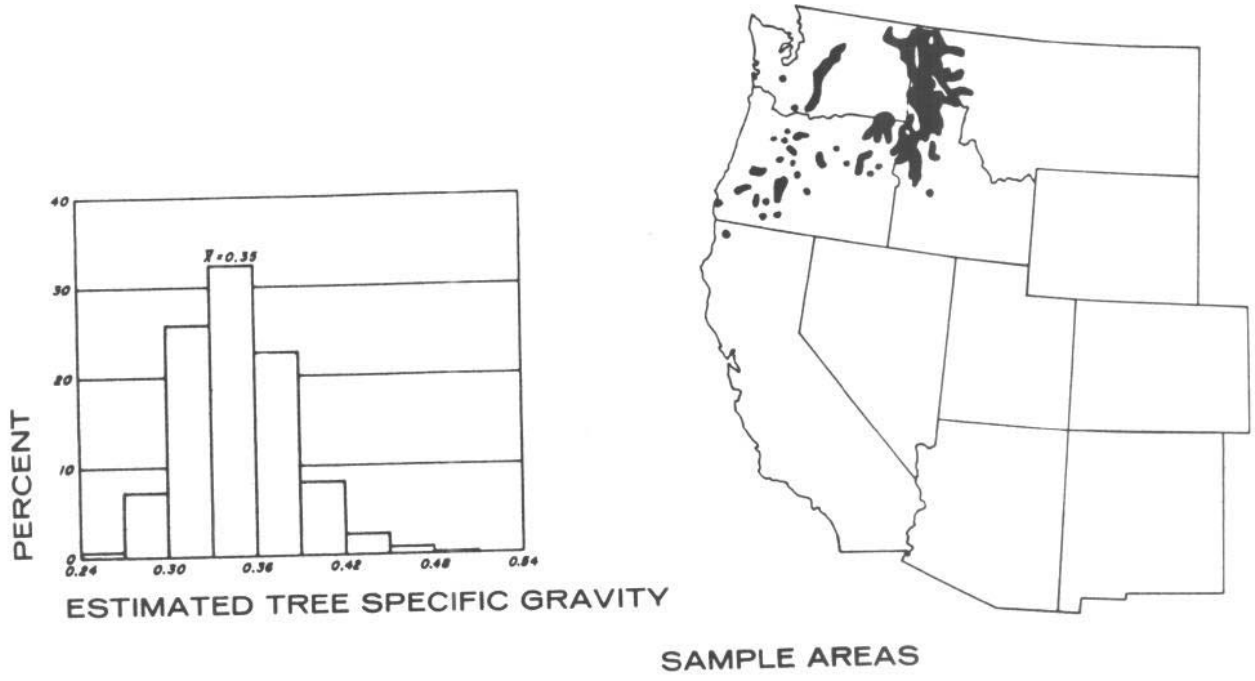 40
30
20
10
0
X̄ = 0.35
PERCENT
0.24 0.30 0.36 0.42 0.48 0.54
ESTIMATED TREE SPECIFIC GRAVITY
SAMPLE AREAS